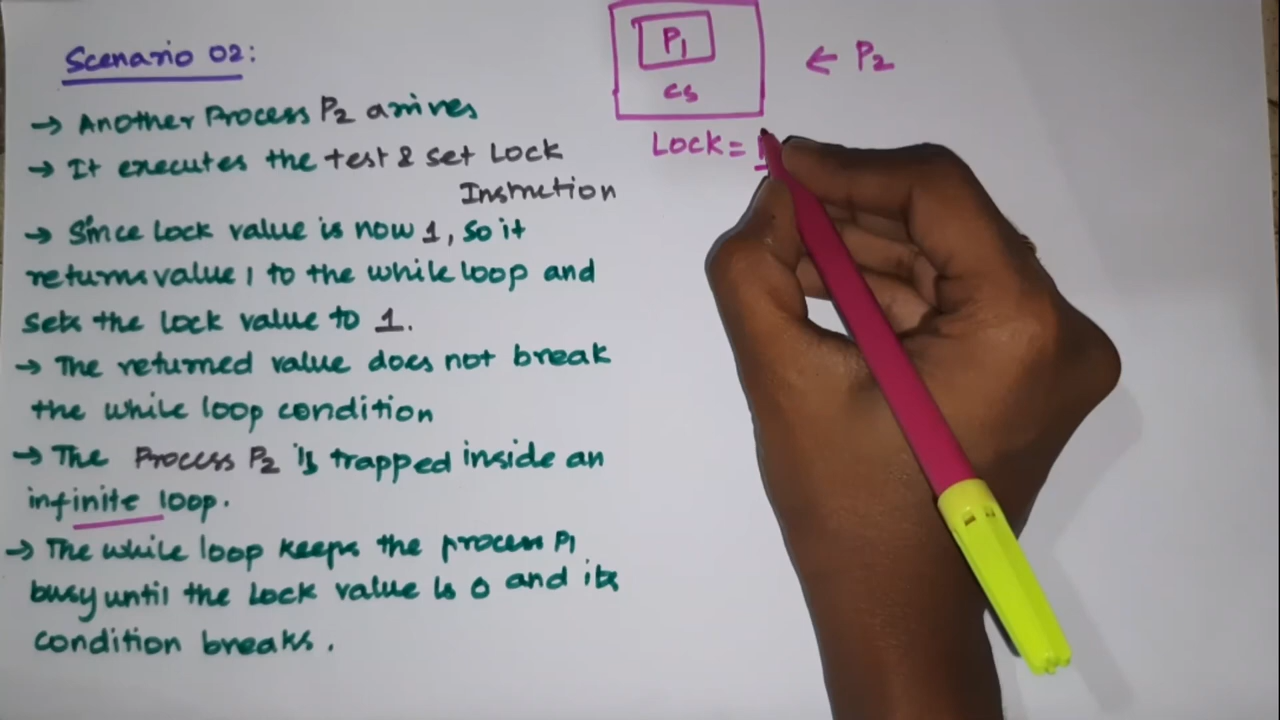 Scenario 02:
→ Another Process P2 arrives
→ It executes the test & set Lock
Instruction
→ Since Lock value is now 1, so it
returns value 1 to the while loop and
sets the lock value to 1.
→ The returned value does not break
the while loop condition
→ The Process P2 is trapped inside an
infinite loop.
→ The while loop keeps the process P1
busy until the Lock value is 0 and its
condition breaks.
P1
CS
← P2
Lock = 1